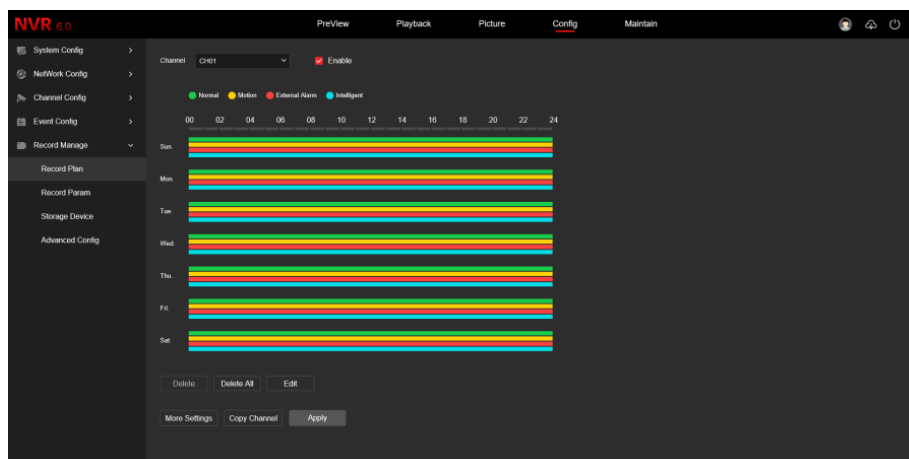 NVR 6.0
PreView Playback Picture Config Maintain
System Config
NetWork Config
Channel Config
Event Config
Record Manage
Record Plan
Record Param
Storage Device
Advanced Config
Channel CH01 Enable
Normal Motion External Alarm Intelligent
00 02 04 06 08 10 12 14 16 18 20 22 24
Sun.
Mon.
Tue.
Wed.
Thu.
Fri.
Sat.
Delete Delete All Edit
More Settings Copy Channel Apply